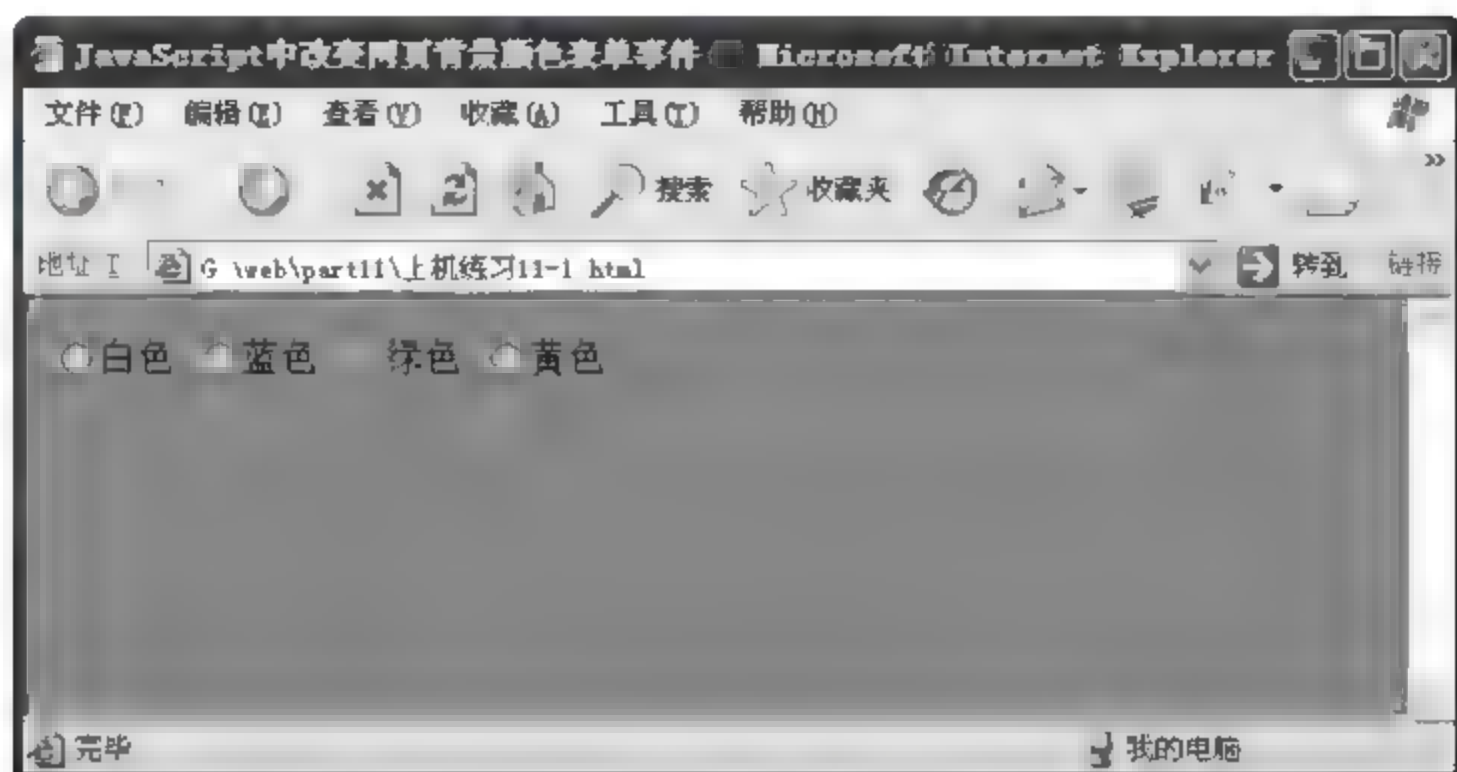 JavaScript中改变网页背景颜色表单事件 Microsoft Internet Explorer
文件(F) 编辑(E) 查看(V) 收藏(A) 工具(T) 帮助(H)
搜索 收藏夹 »
地址 G \web\part11\上机练习11-1 html 转到 链接
白色 蓝色 绿色 黄色
完毕 我的电脑